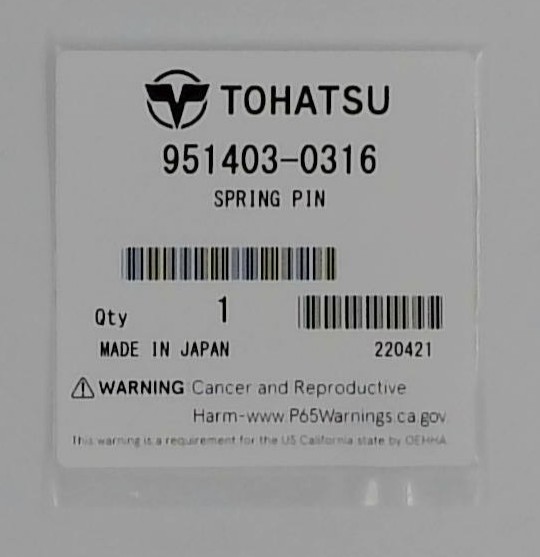 TOHATSU
951403-0316
SPRING PIN
Qty 1
MADE IN JAPAN 220421
WARNING Cancer and Reproductive
Harm-www.P65Warnings.ca.gov
This warning is a requirement for the US California state by OEHHA.